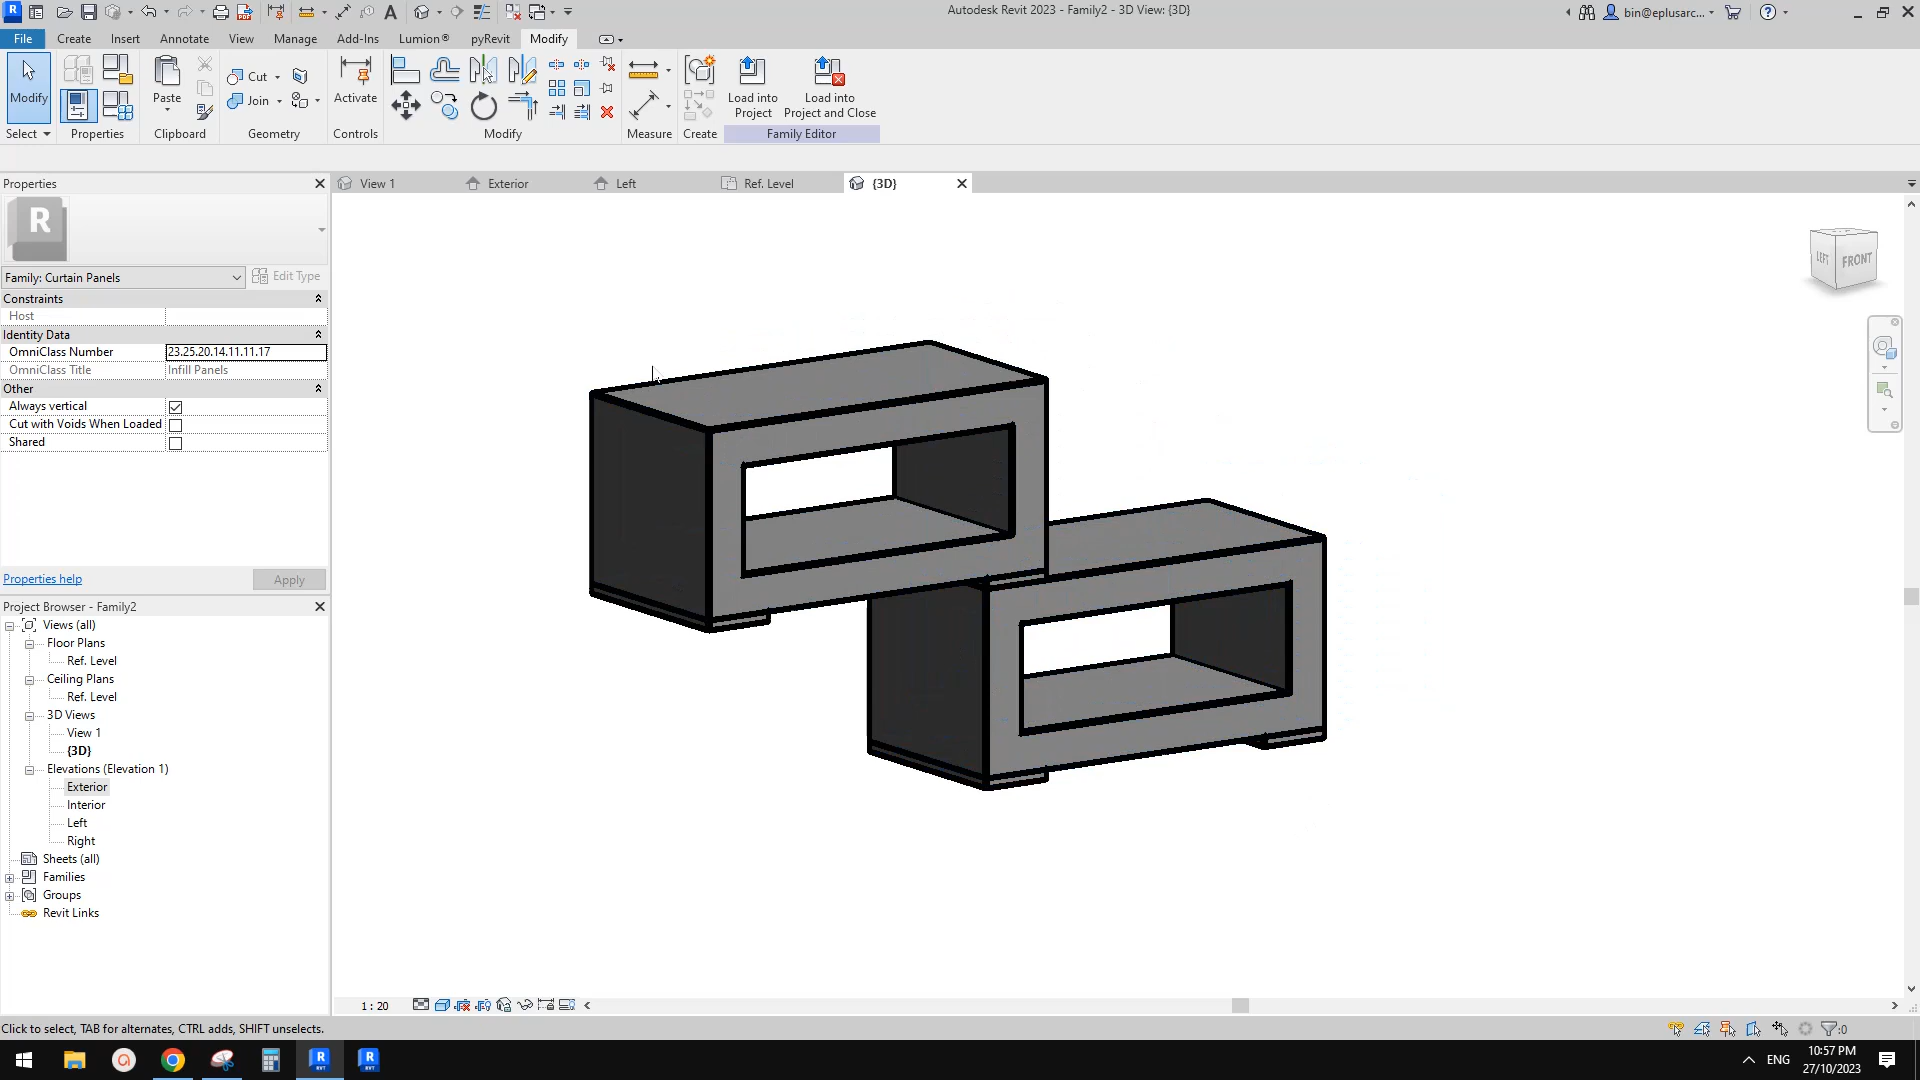 Autodesk Revit 2023 - Family2 - 3D View: {3D}
bin@eplusarc...
File
Create
Insert
Annotate
View
Manage
Add-Ins
Lumion®
pyRevit
Modify
Modify
Select
Properties
Paste
Clipboard
Cut
Join
Geometry
Activate
Controls
Modify
Measure
Create
Load into
Project
Load into
Project and Close
Family Editor
Properties
View 1
Exterior
Left
Ref. Level
{3D}
R
Family: Curtain Panels
Edit Type
Constraints
Host
Identity Data
OmniClass Number
23.25.20.14.11.11.17
OmniClass Title
Infill Panels
Other
Always vertical
Cut with Voids When Loaded
Shared
Properties help
Apply
LEFT
FRONT
Project Browser - Family2
Views (all)
Floor Plans
Ref. Level
Ceiling Plans
Ref. Level
3D Views
View 1
{3D}
Elevations (Elevation 1)
Exterior
Interior
Left
Right
Sheets (all)
Families
Groups
Revit Links
1 : 20
Click to select, TAB for alternates, CTRL adds, SHIFT unselects.
:0
ENG
10:57 PM
27/10/2023